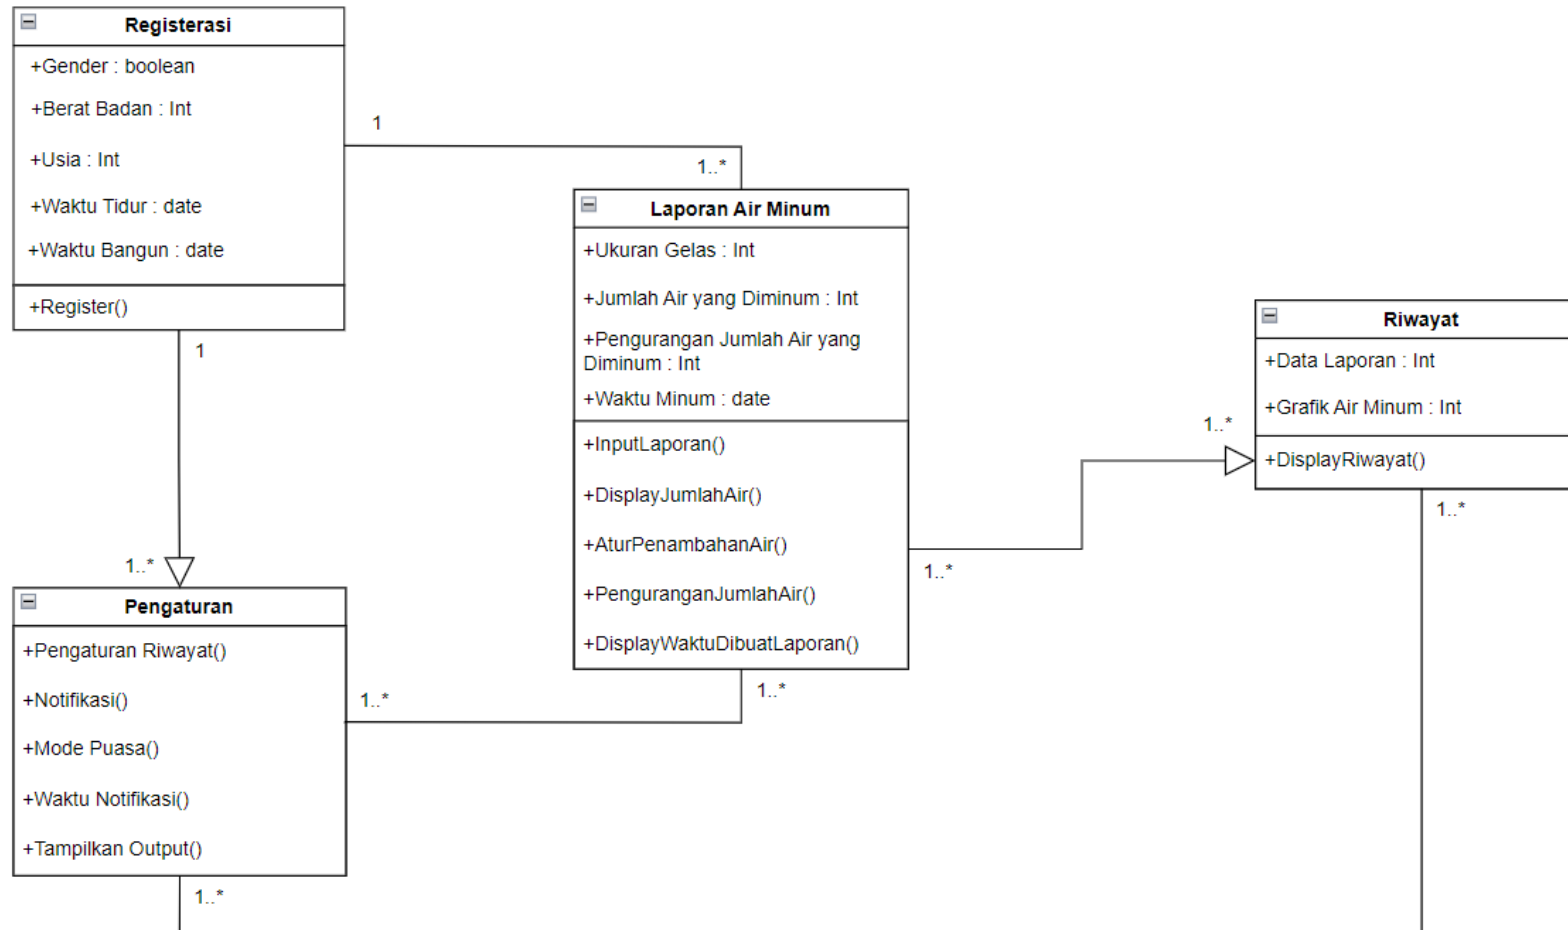 Registerasi
+Gender : boolean
+Berat Badan : Int
+Usia : Int
+Waktu Tidur : date
+Waktu Bangun : date
+Register()
1
1..*
1
1..*
Laporan Air Minum
+Ukuran Gelas : Int
+Jumlah Air yang Diminum : Int
+Pengurangan Jumlah Air yang
Diminum : Int
+Waktu Minum : date
+InputLaporan()
+DisplayJumlahAir()
+AturPenambahanAir()
+PenguranganJumlahAir()
+DisplayWaktuDibuatLaporan()
1..*
1..*
1..*
Riwayat
+Data Laporan : Int
+Grafik Air Minum : Int
+DisplayRiwayat()
1..*
Pengaturan
+Pengaturan Riwayat()
+Notifikasi()
+Mode Puasa()
+Waktu Notifikasi()
+Tampilkan Output()
1..*
1..*